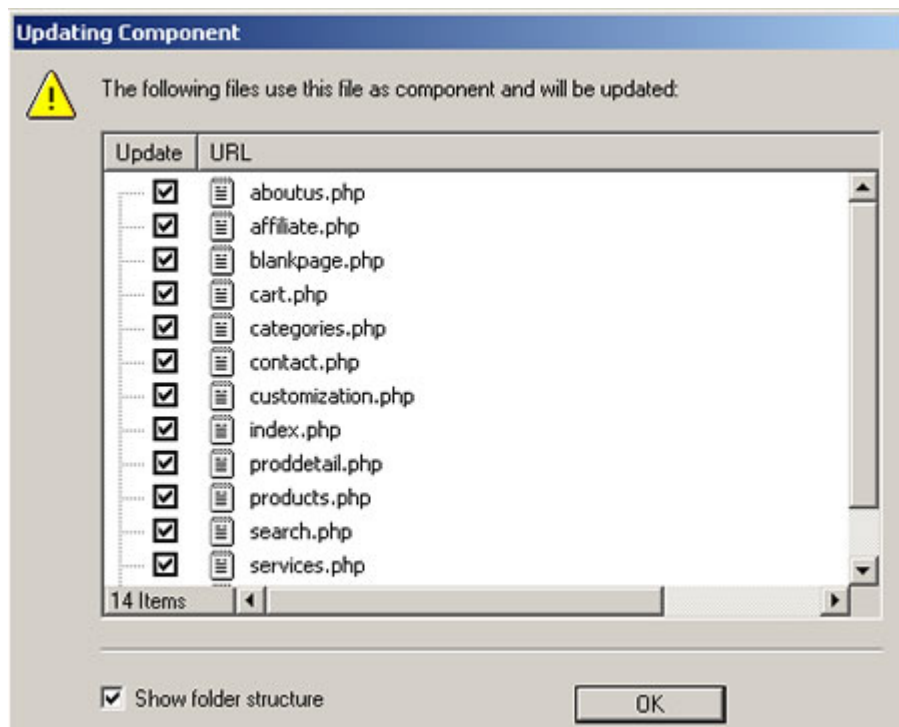 Updating Component
The following files use this file as component and will be updated:
Update URL
aboutus.php
affiliate.php
blankpage.php
cart.php
categories.php
contact.php
customization.php
index.php
proddetail.php
products.php
search.php
services.php
14 Items
Show folder structure
OK